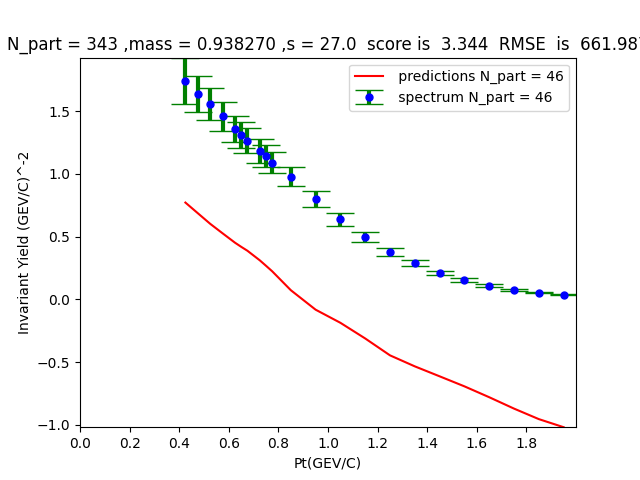 N_part = 343 ,mass = 0.938270 ,s = 27.0  score is  3.344  RMSE  is  661.98
predictions N_part = 46
spectrum N_part = 46
Invariant Yield (GEV/C)^-2
1.5
1.0
0.5
0.0
−0.5
−1.0
0.0 0.2 0.4 0.6 0.8 1.0 1.2 1.4 1.6 1.8
Pt(GEV/C)